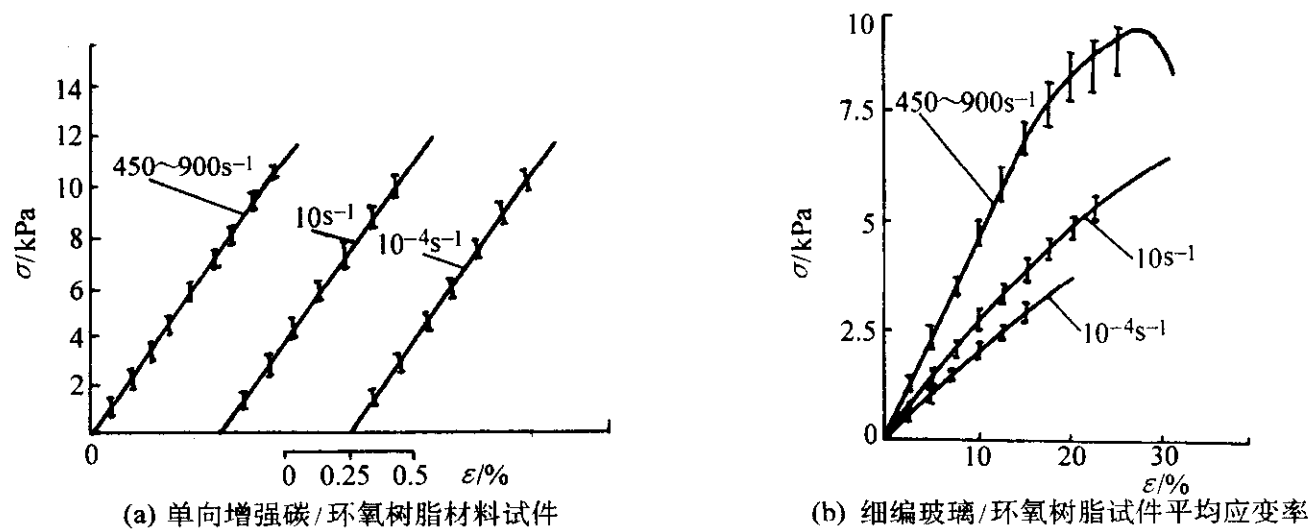 σ/kPa
14
12
10
8
6
4
2
0
450~900s⁻¹
10s⁻¹
10⁻⁴s⁻¹
0 0.25 0.5 ε/%
(a) 单向增强碳/环氧树脂材料试件
σ/kPa
10
7.5
5
2.5
0
450~900s⁻¹
10s⁻¹
10⁻⁴s⁻¹
10 20 30
ε/%
(b) 细编玻璃/环氧树脂试件平均应变率